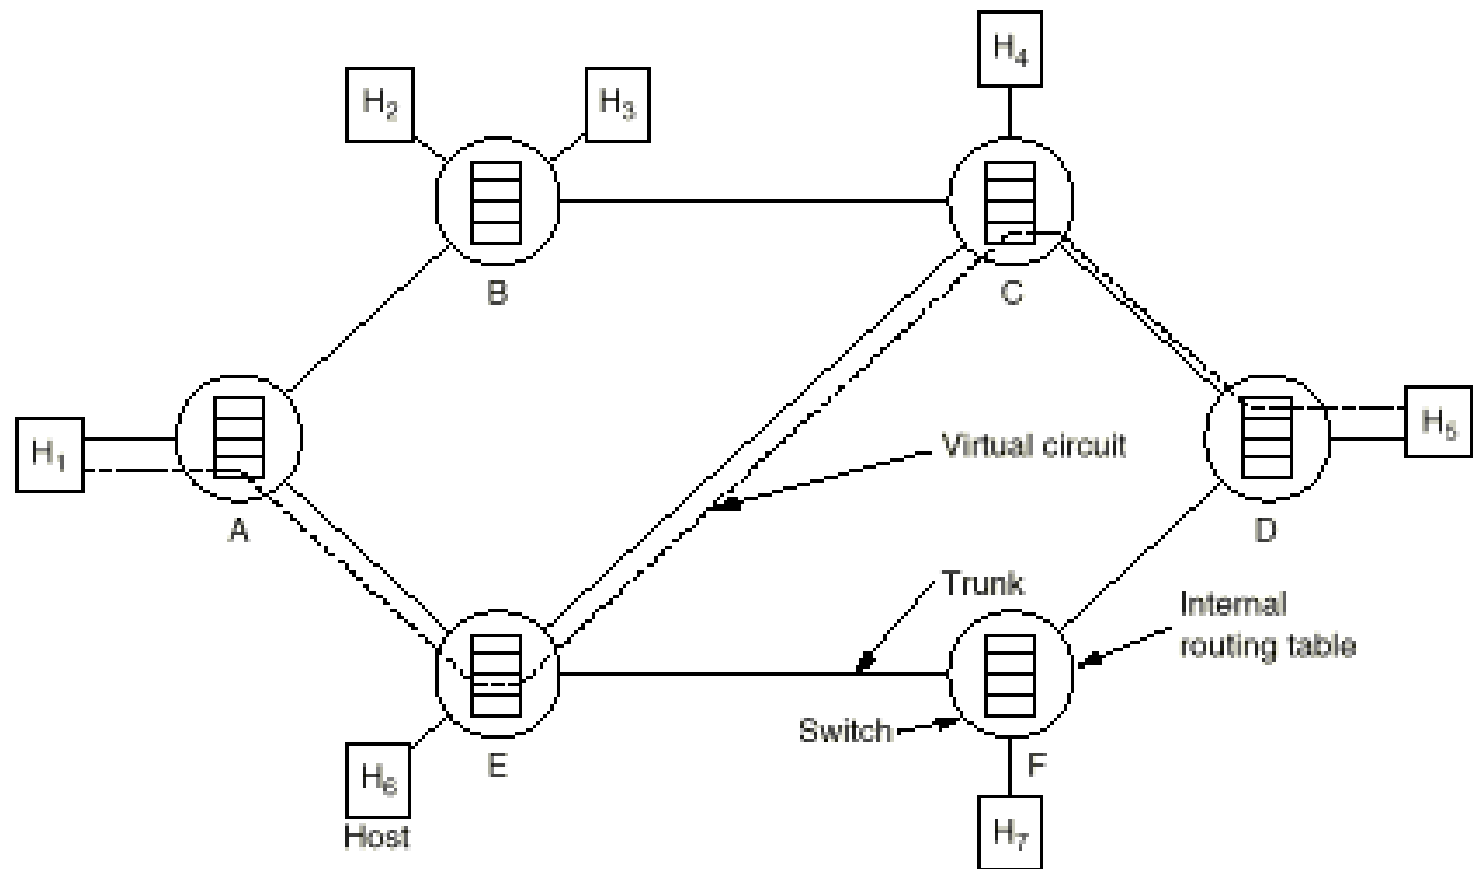 H₄
H₂
H₃
B
C
H₁
H₅
Virtual circuit
A
D
Trunk
Internal
routing table
Switch
E
F
H₆
Host
H₇